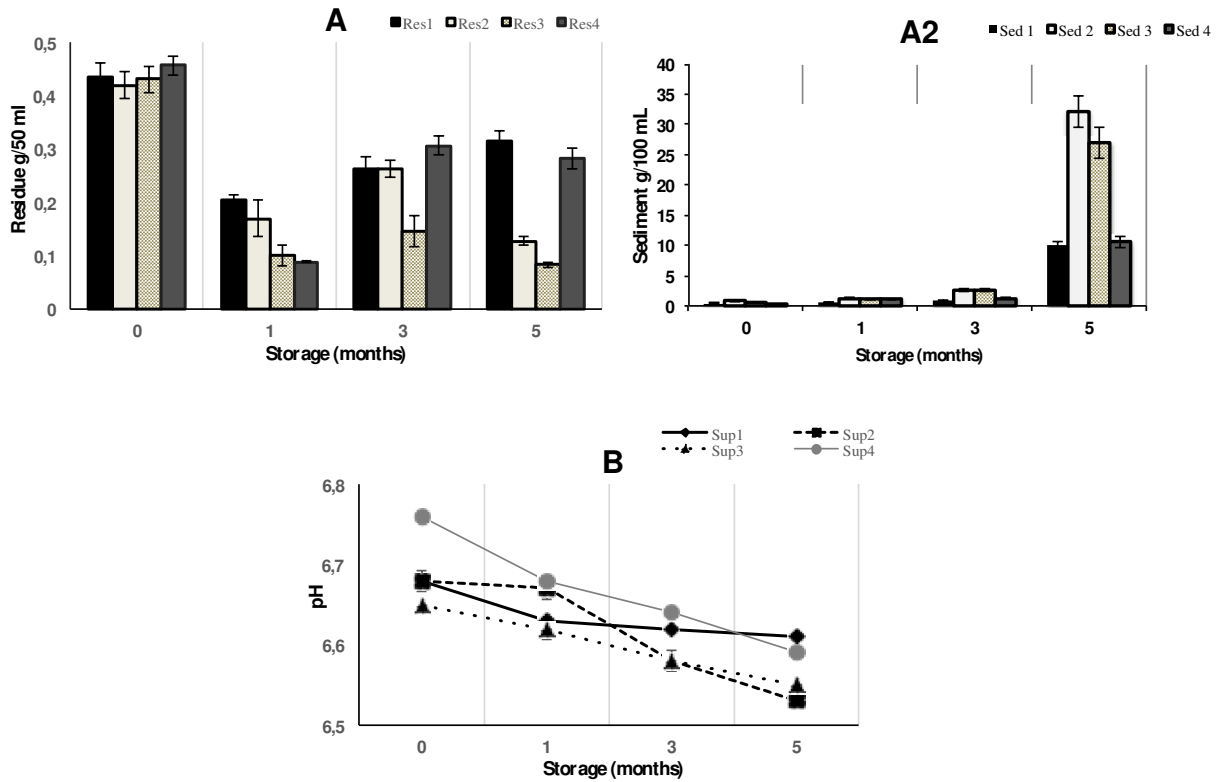 A
Res1 Res2 Res3 Res4
0,5
0,4
0,3
0,2
0,1
0
Residue g/50 ml
0 1 3 5
Storage (months)
A2
Sed 1 Sed 2 Sed 3 Sed 4
40
35
30
25
20
15
10
5
0
Sediment g/100 mL
0 1 3 5
Storage (months)
B
Sup1 Sup2
Sup3 Sup4
6,8
6,7
6,6
6,5
pH
0 1 3 5
Storage (months)